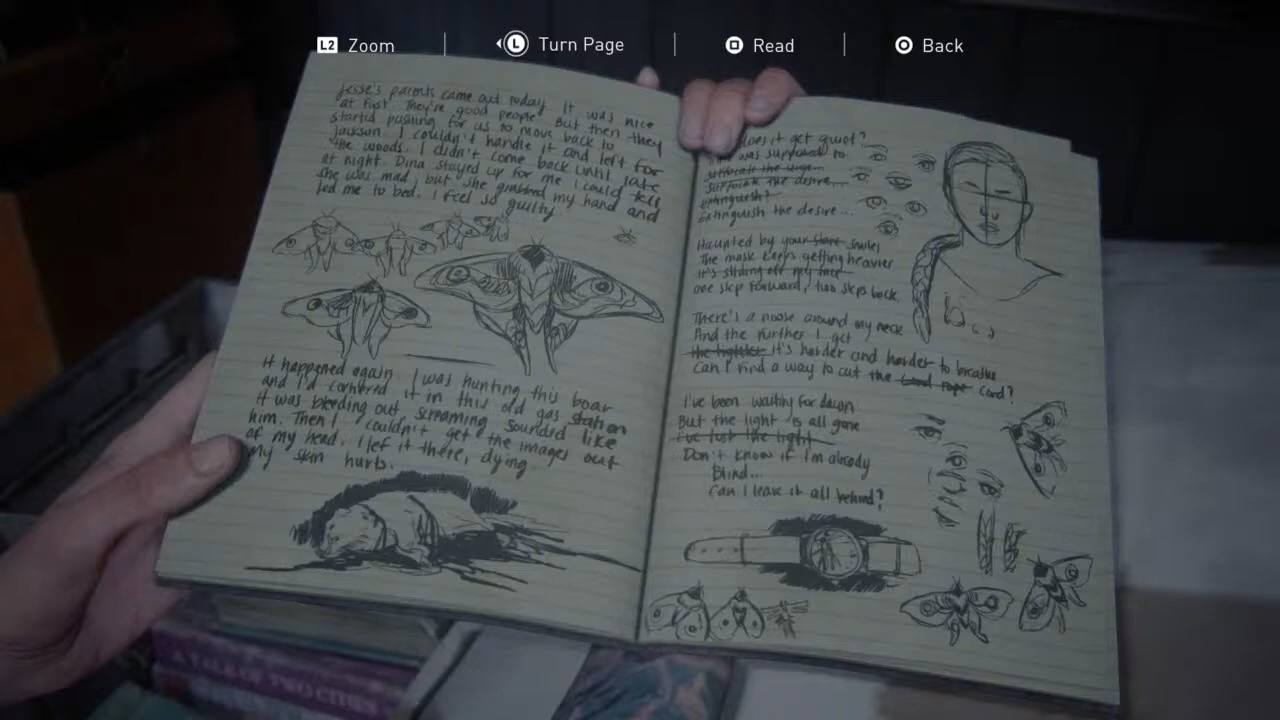 L2 Zoom
L Turn Page
Read
Back
Jesse's parents came out today. It was nice
at first. They're good people. But then they
started pushing for us to move back to
Jackson. I couldn't handle it and left for
the woods. I didn't come back until late
at night. Dina stayed up for me I could tell
she was mad, but she grabbed my hand and
led me to bed. I feel so guilty
It happened again. I was hunting this boar
and I'd cornered it in this old gas station
It was bleeding out, screaming sounded like
him. Then I couldn't get the images out
of my head. I left it there, dying
My skin hurts.
does it get quiet?
was supposed to
suffocate the urge...
suffocate the desire...
extinguish?
Extinguish the desire...
Haunted by your stare smiles
The mask keeps getting heavier
It's sliding off my face
one step forward, two steps back.
There's a noose around my neck
And the further I get
the tighter it's harder and harder to breathe
Can I find a way to cut the cord rope cord?
I've been waiting for dawn
But the light is all gone
I've lost the light
Don't know if I'm already
Blind...
Can I leave it all behind?
A TALE OF TWO CITIES